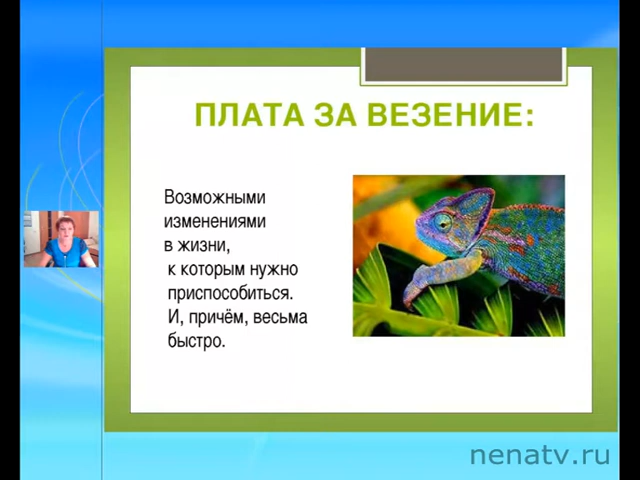 ПЛАТА ЗА ВЕЗЕНИЕ:
Возможными
изменениями
в жизни,
к которым нужно
приспособиться.
И, причём, весьма
быстро.
nenatv.ru